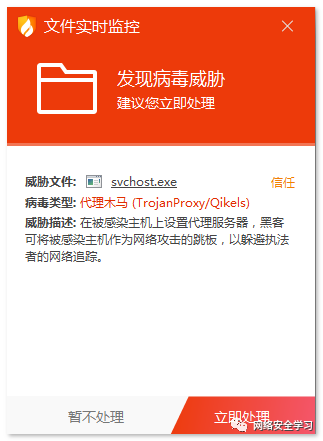 文件实时监控
发现病毒威胁
建议您立即处理
威胁文件: svchost.exe 信任
病毒类型: 代理木马 (TrojanProxy/Qikels)
威胁描述: 在被感染主机上设置代理服务器，黑客
可将被感染主机作为网络攻击的跳板，以躲避执法
者的网络追踪。
暂不处理 立即处理
网络安全学习